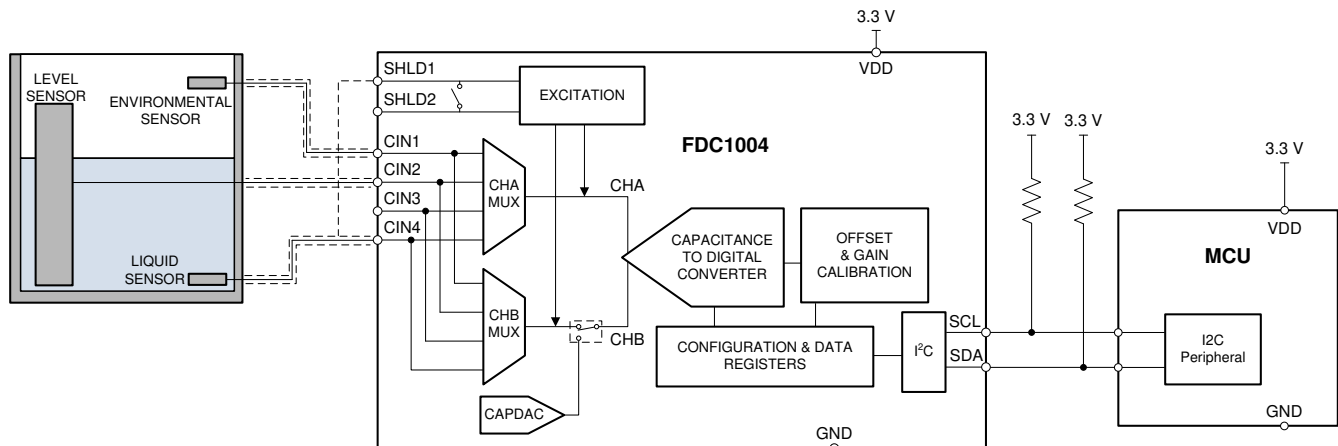 LEVEL
SENSOR
ENVIRONMENTAL
SENSOR
LIQUID
SENSOR
SHLD1
SHLD2
CIN1
CIN2
CIN3
CIN4
EXCITATION
FDC1004
3.3 V
VDD
CHA
MUX
CHA
CHB
MUX
CHB
CAPDAC
CAPACITANCE
TO DIGITAL
CONVERTER
OFFSET
& GAIN
CALIBRATION
CONFIGURATION & DATA
REGISTERS
I²C
SCL
SDA
GND
3.3 V
3.3 V
3.3 V
VDD
MCU
I2C
Peripheral
GND